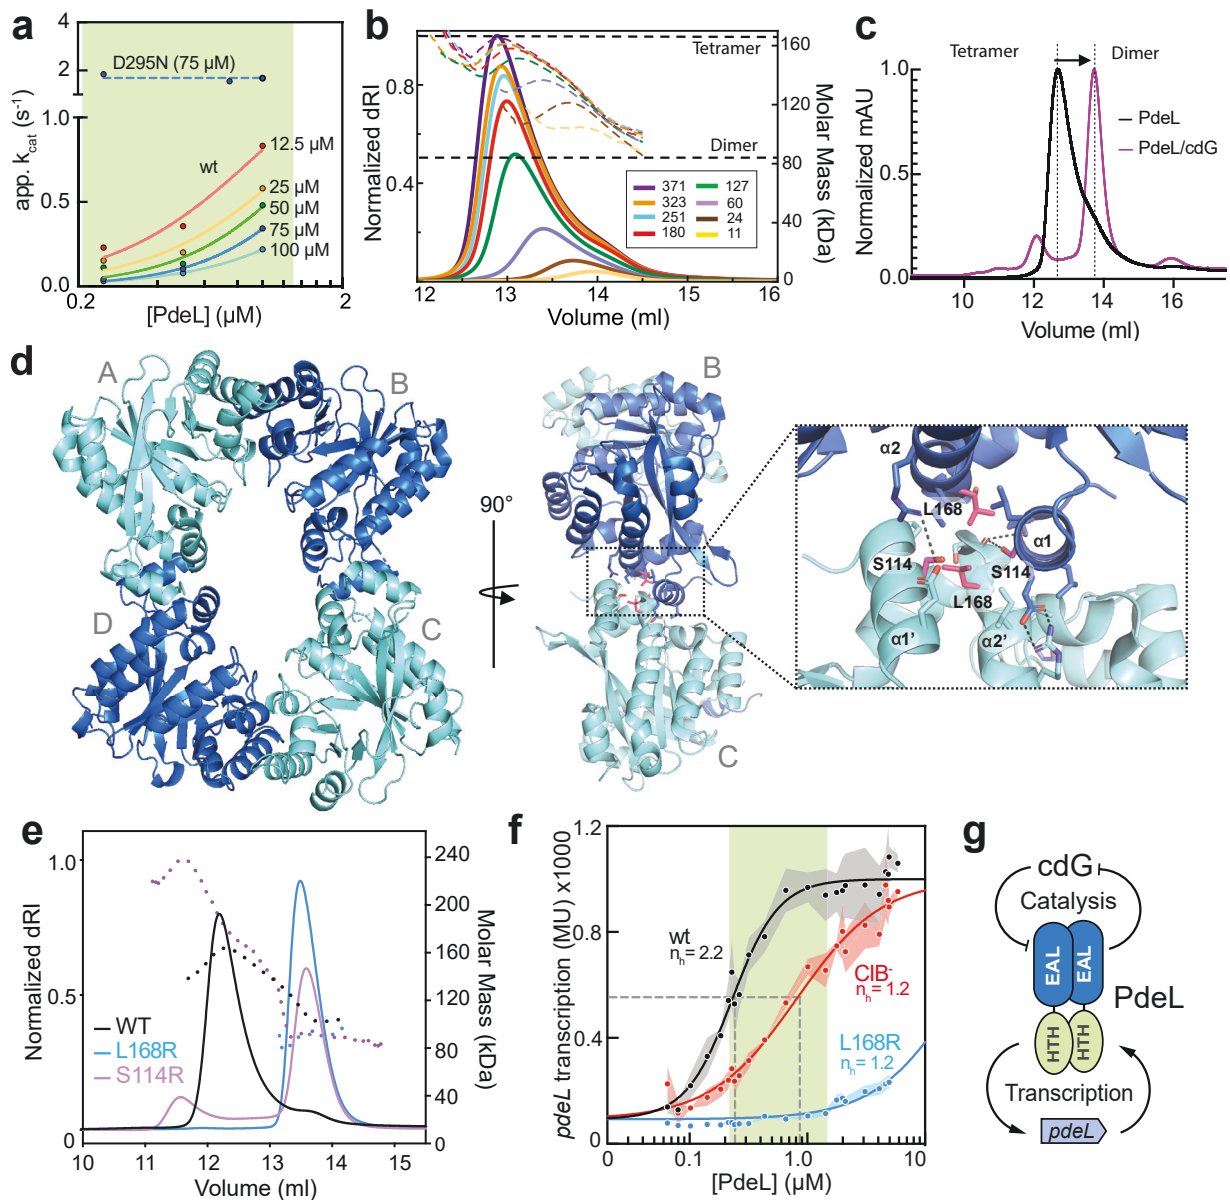 a
4
2
1.0
0.5
0.0
0.2
2
app. kcat (s-1)
[PdeL] (µM)
D295N (75 µM)
wt
12.5 µM
25 µM
50 µM
75 µM
100 µM
b
0.8
0.4
Normalized dRI
12
13
14
15
16
Volume (ml)
160
120
80
40
0
Molar Mass (kDa)
Tetramer
Dimer
371
127
323
60
251
24
180
11
c
Tetramer
Dimer
1.0
0.5
0.0
Normalized mAU
10
12
14
16
Volume (ml)
PdeL
PdeL/cdG
d
A
B
D
C
90°
B
C
α2
L168
α1
S114
S114
L168
α1'
α2'
e
1.0
0.5
0
Normalized dRI
10
11
12
13
14
15
Volume (ml)
240
200
160
120
80
40
0
Molar Mass (kDa)
WT
L168R
S114R
f
1.2
0.8
0.4
0
pdeL transcription (MU) x1000
0
0.1
1.0
10
[PdeL] (µM)
wt
nh= 2.2
CIB-
nh= 1.2
L168R
nh= 1.2
g
cdG
Catalysis
EAL
EAL
PdeL
HTH
HTH
Transcription
pdeL